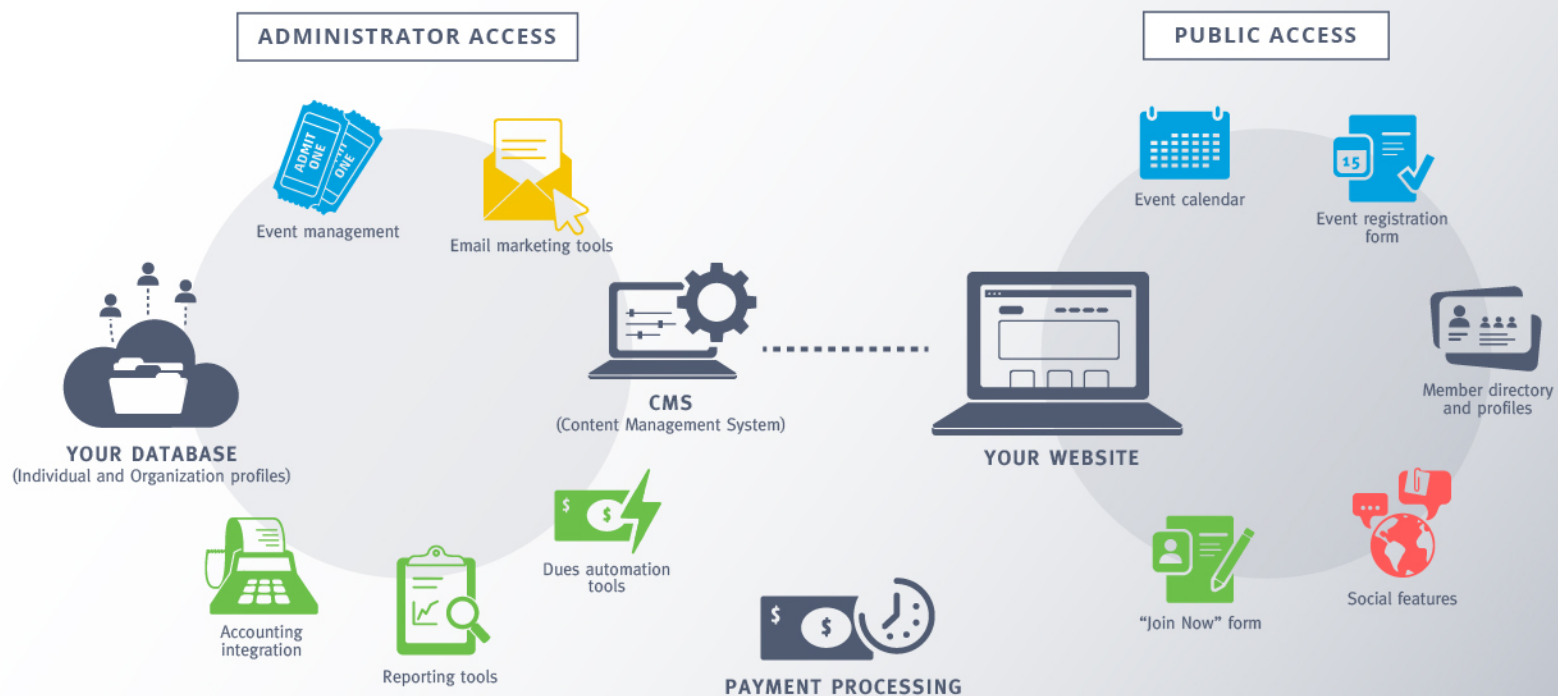 ADMINISTRATOR ACCESS
PUBLIC ACCESS
ADMIT
ONE
ADMIT
ONE
Event management
Email marketing tools
15
Event calendar
Event registration
form
CMS
(Content Management System)
YOUR DATABASE
(Individual and Organization profiles)
YOUR WEBSITE
Member directory
and profiles
$
$
Dues automation
tools
Accounting
integration
Reporting tools
$
$
PAYMENT PROCESSING
"Join Now" form
Social features